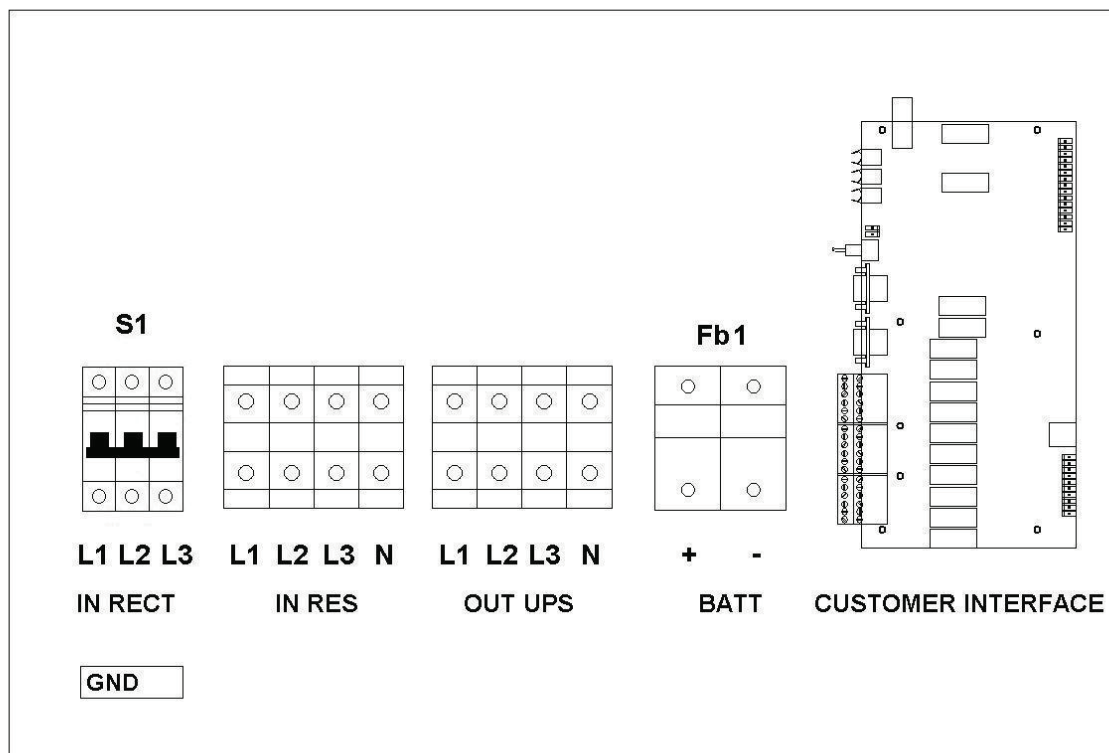 S1
Fb1
L1 L2 L3
L1 L2 L3 N
L1 L2 L3 N
+ -
IN RECT
IN RES
OUT UPS
BATT
CUSTOMER INTERFACE
GND